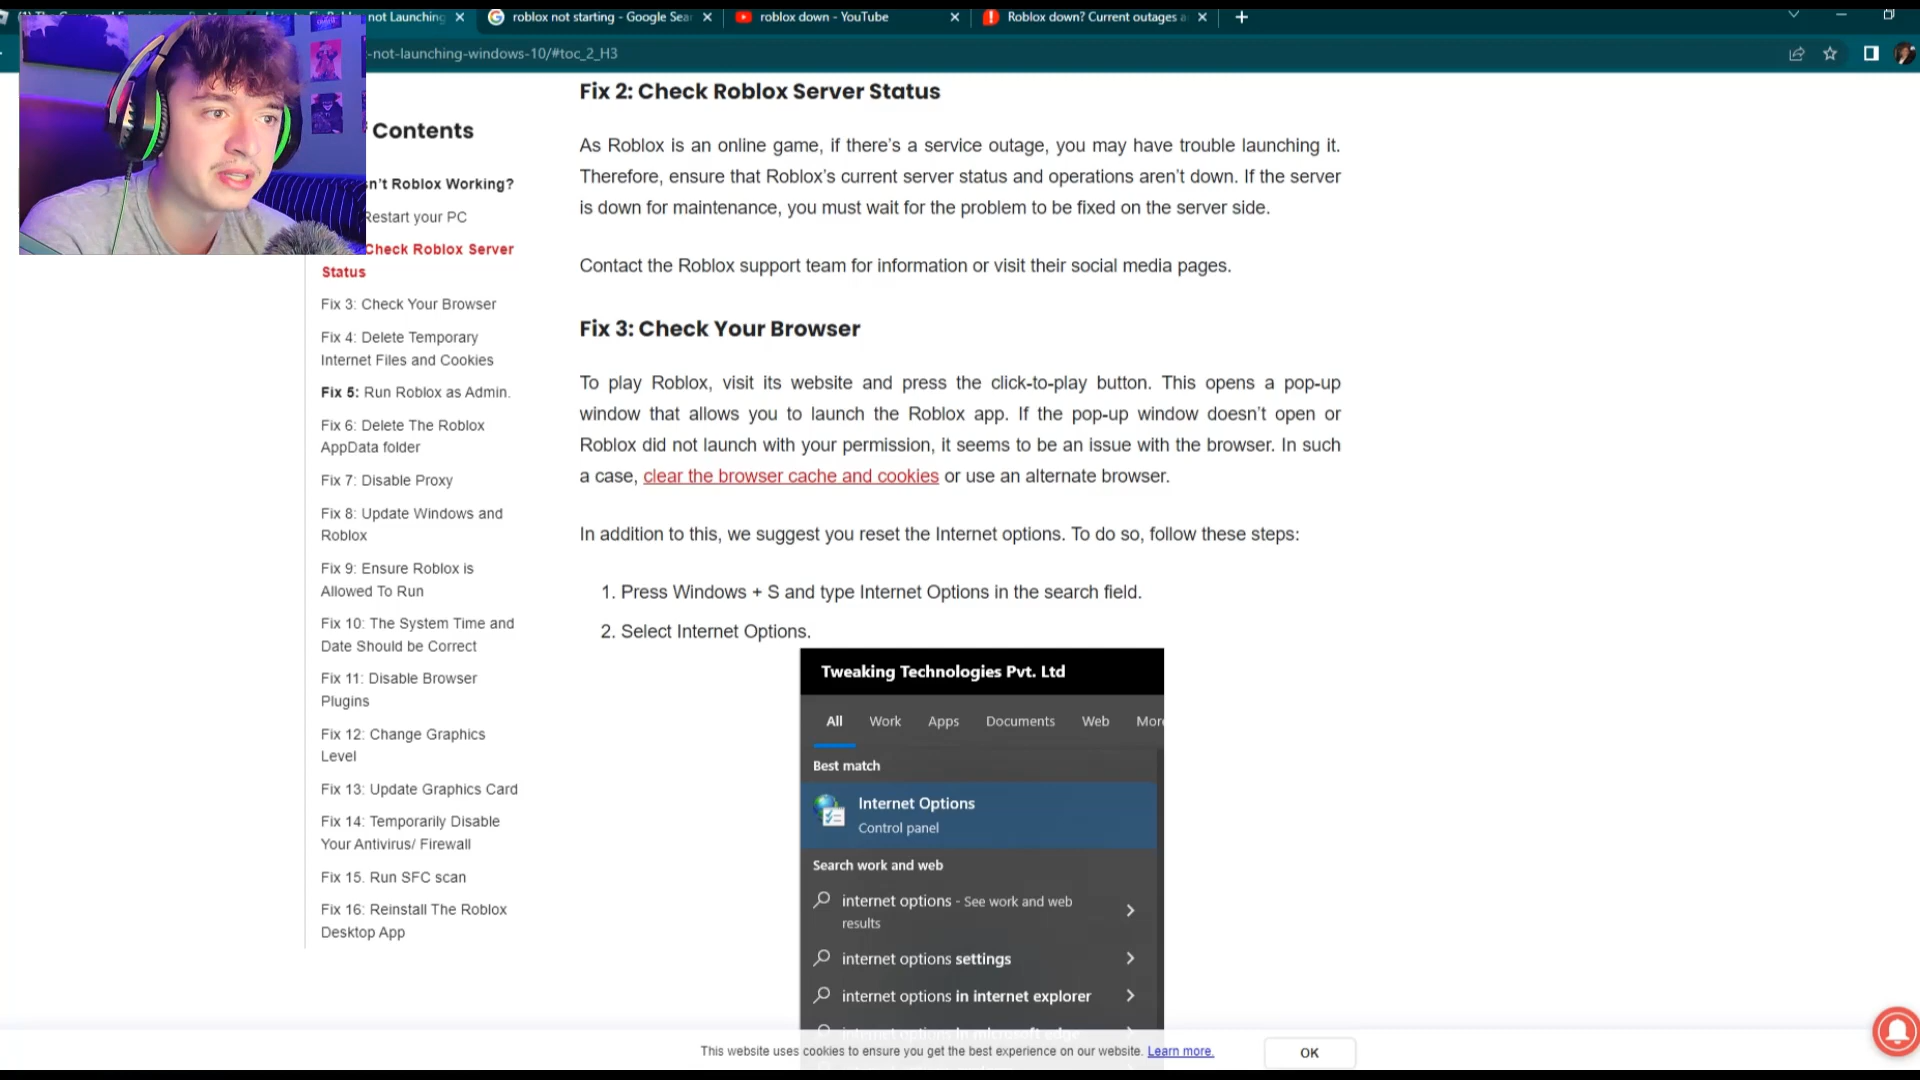 not Launching
roblox not starting - Google Sear
roblox down - YouTube
Roblox down? Current outages a
-not-launching-windows-10/#toc_2_H3
Contents
n't Roblox Working?
Restart your PC
Check Roblox Server
Status
Fix 3: Check Your Browser
Fix 4: Delete Temporary
Internet Files and Cookies
Fix 5: Run Roblox as Admin.
Fix 6: Delete The Roblox
AppData folder
Fix 7: Disable Proxy
Fix 8: Update Windows and
Roblox
Fix 9: Ensure Roblox is
Allowed To Run
Fix 10: The System Time and
Date Should be Correct
Fix 11: Disable Browser
Plugins
Fix 12: Change Graphics
Level
Fix 13: Update Graphics Card
Fix 14: Temporarily Disable
Your Antivirus/ Firewall
Fix 15. Run SFC scan
Fix 16: Reinstall The Roblox
Desktop App
Fix 2: Check Roblox Server Status
As Roblox is an online game, if there's a service outage, you may have trouble launching it.
Therefore, ensure that Roblox's current server status and operations aren't down. If the server
is down for maintenance, you must wait for the problem to be fixed on the server side.
Contact the Roblox support team for information or visit their social media pages.
Fix 3: Check Your Browser
To play Roblox, visit its website and press the click-to-play button. This opens a pop-up
window that allows you to launch the Roblox app. If the pop-up window doesn't open or
Roblox did not launch with your permission, it seems to be an issue with the browser. In such
a case, clear the browser cache and cookies or use an alternate browser.
In addition to this, we suggest you reset the Internet options. To do so, follow these steps:
1. Press Windows + S and type Internet Options in the search field.
2. Select Internet Options.
Tweaking Technologies Pvt. Ltd
All Work Apps Documents Web More
Best match
Internet Options
Control panel
Search work and web
internet options - See work and web
results
internet options settings
internet options in internet explorer
internet options in microsoft edge
This website uses cookies to ensure you get the best experience on our website. Learn more.
OK